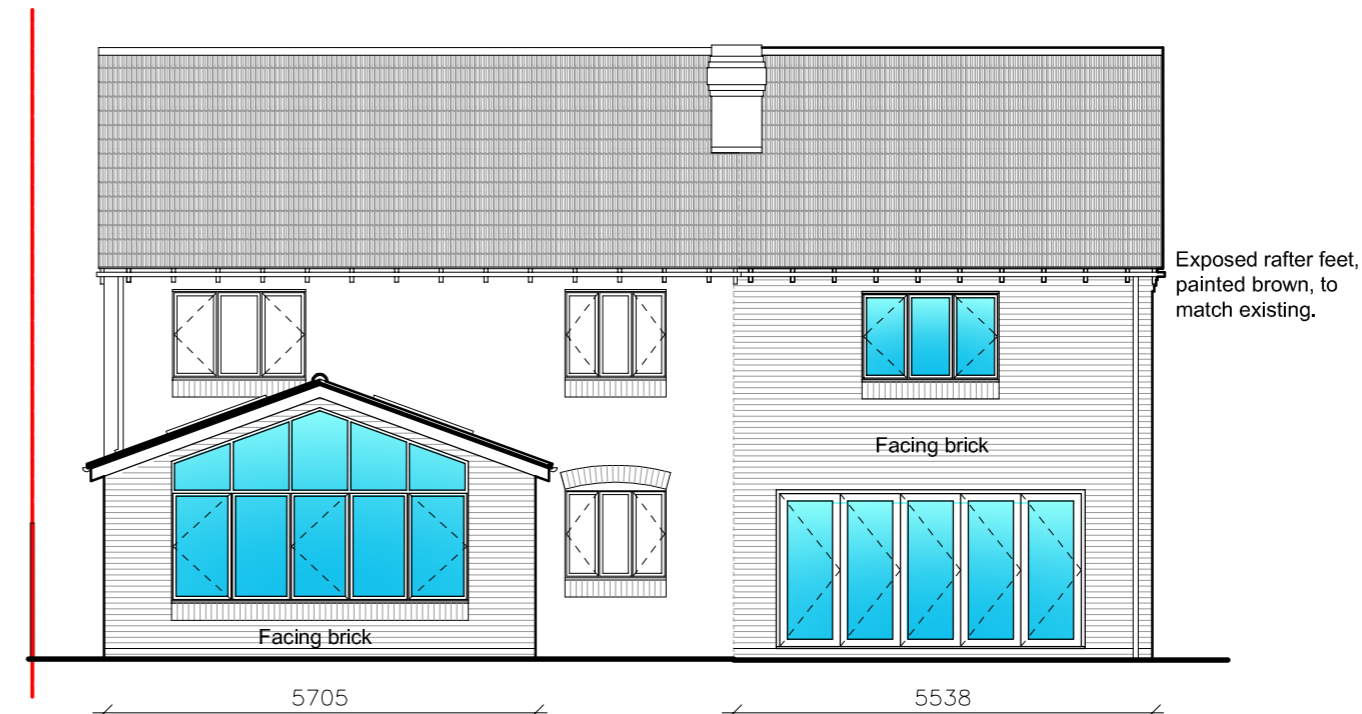 Exposed rafter feet,
painted brown, to
match existing.
Facing brick
Facing brick
5705
5538